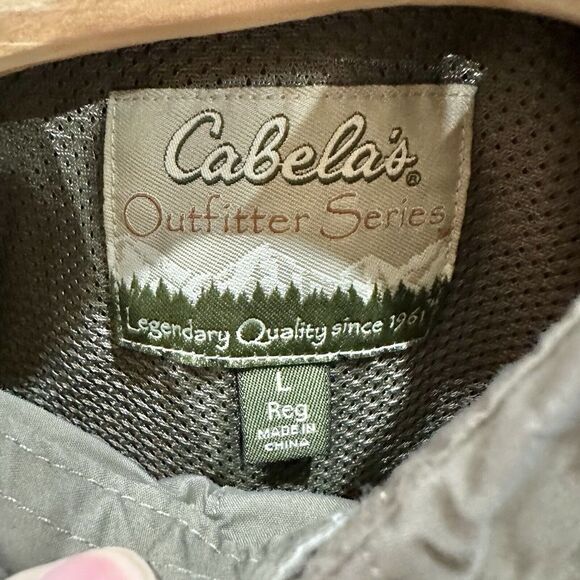 Cabela's®
Outfitter Series
Legendary Quality since 1961
L
Reg
MADE IN
CHINA